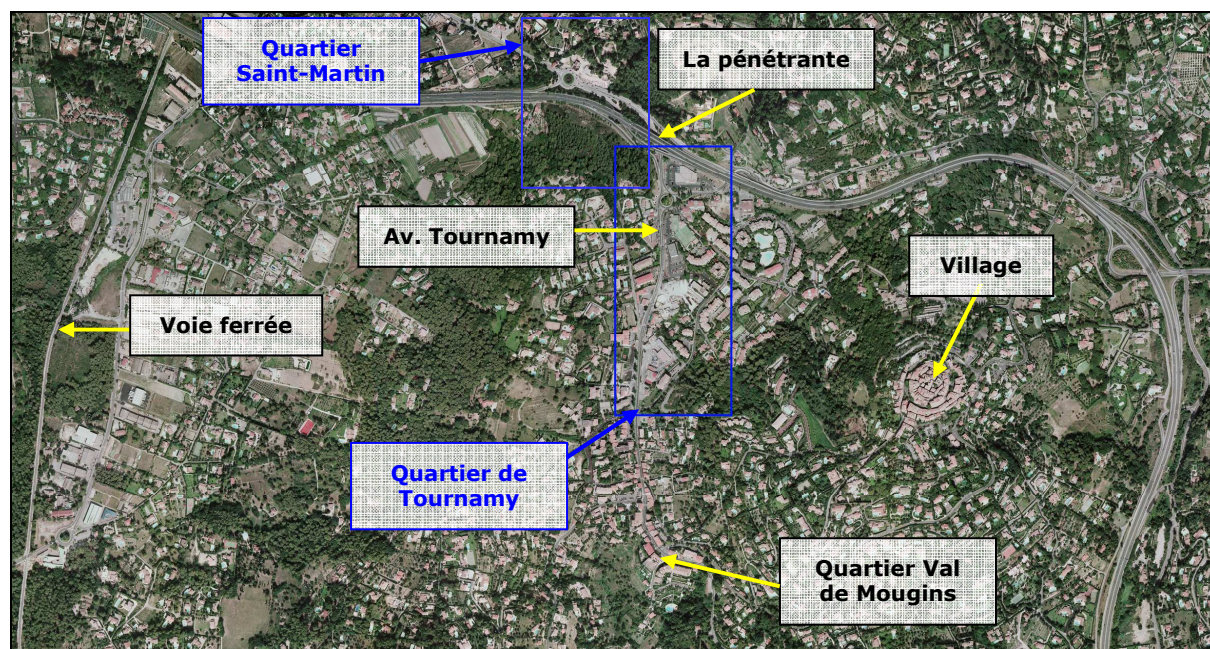 Quartier
Saint-Martin
La pénétrante
Av. Tournamy
Village
Voie ferrée
Quartier de
Tournamy
Quartier Val
de Mougins